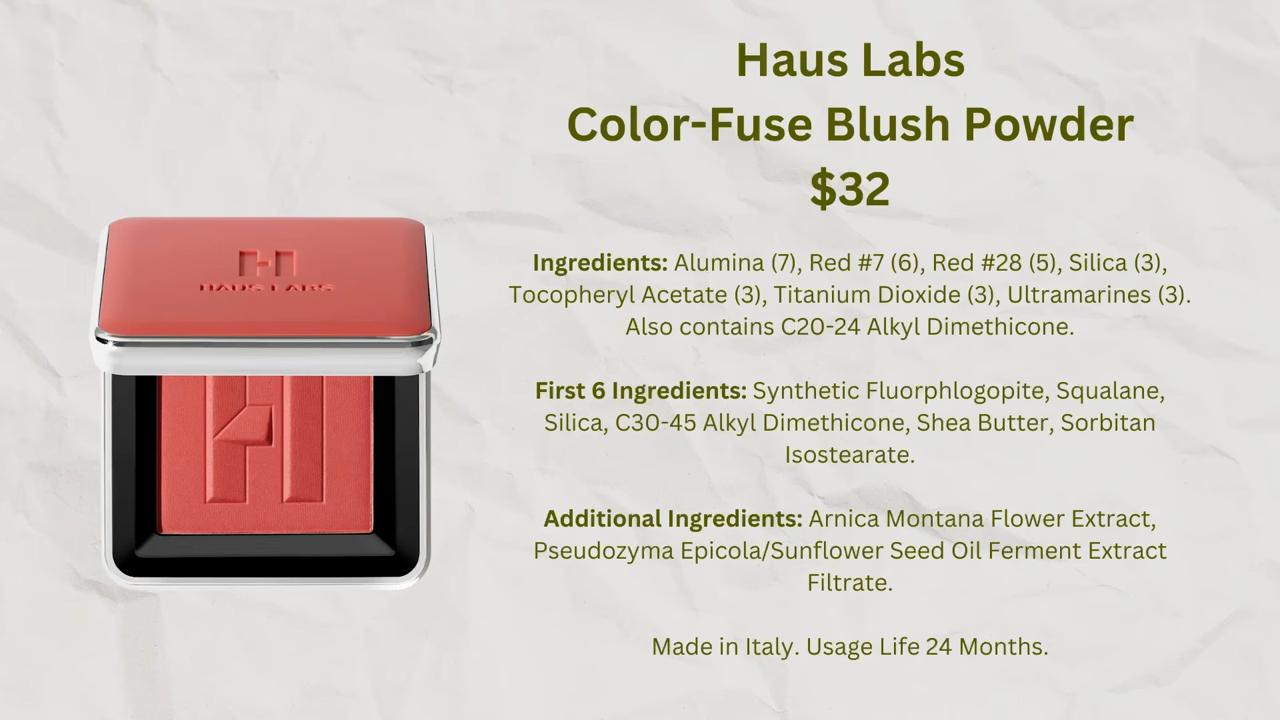 Haus Labs
Color-Fuse Blush Powder
$32
Ingredients: Alumina (7), Red #7 (6), Red #28 (5), Silica (3),
Tocopheryl Acetate (3), Titanium Dioxide (3), Ultramarines (3).
Also contains C20-24 Alkyl Dimethicone.
First 6 Ingredients: Synthetic Fluorphlogopite, Squalane,
Silica, C30-45 Alkyl Dimethicone, Shea Butter, Sorbitan
Isostearate.
Additional Ingredients: Arnica Montana Flower Extract,
Pseudozyma Epicola/Sunflower Seed Oil Ferment Extract
Filtrate.
Made in Italy. Usage Life 24 Months.
H
HAUS LABS